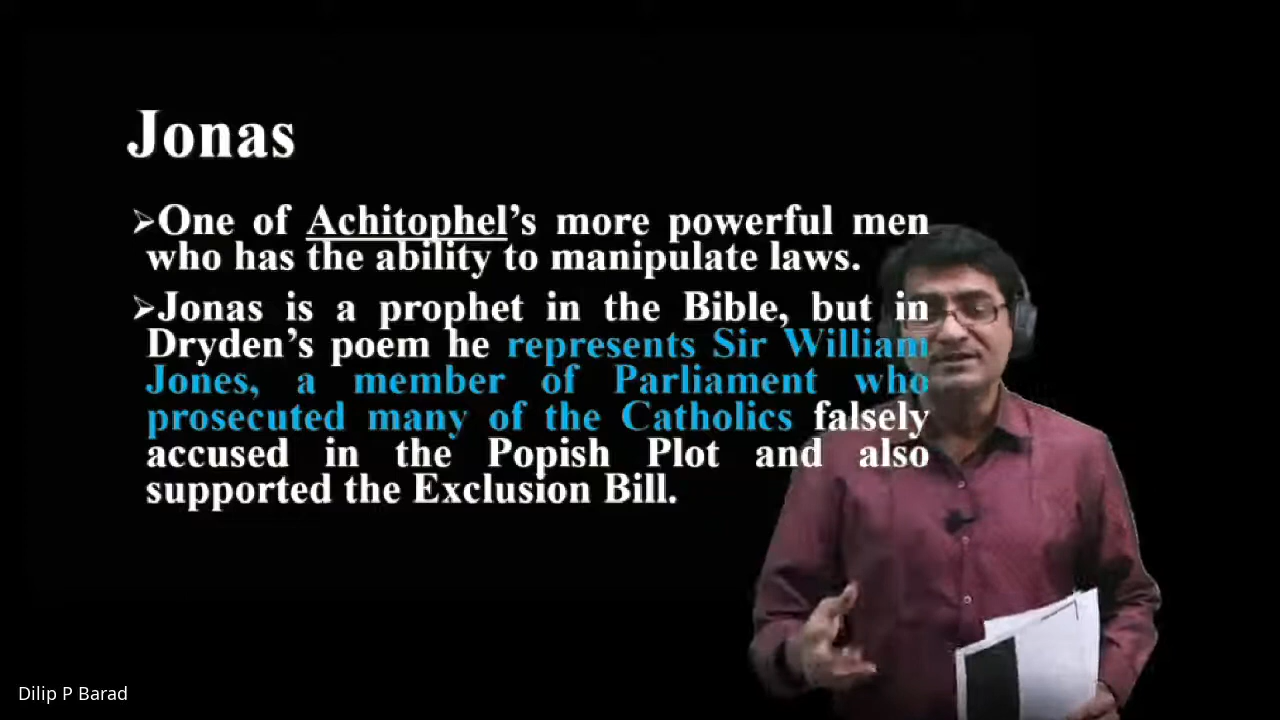 Jonas
➢One of Achitophel’s more powerful men
who has the ability to manipulate laws.
➢Jonas is a prophet in the Bible, but in
Dryden’s poem he represents Sir William
Jones, a member of Parliament who
prosecuted many of the Catholics falsely
accused in the Popish Plot and also
supported the Exclusion Bill.
Dilip P Barad